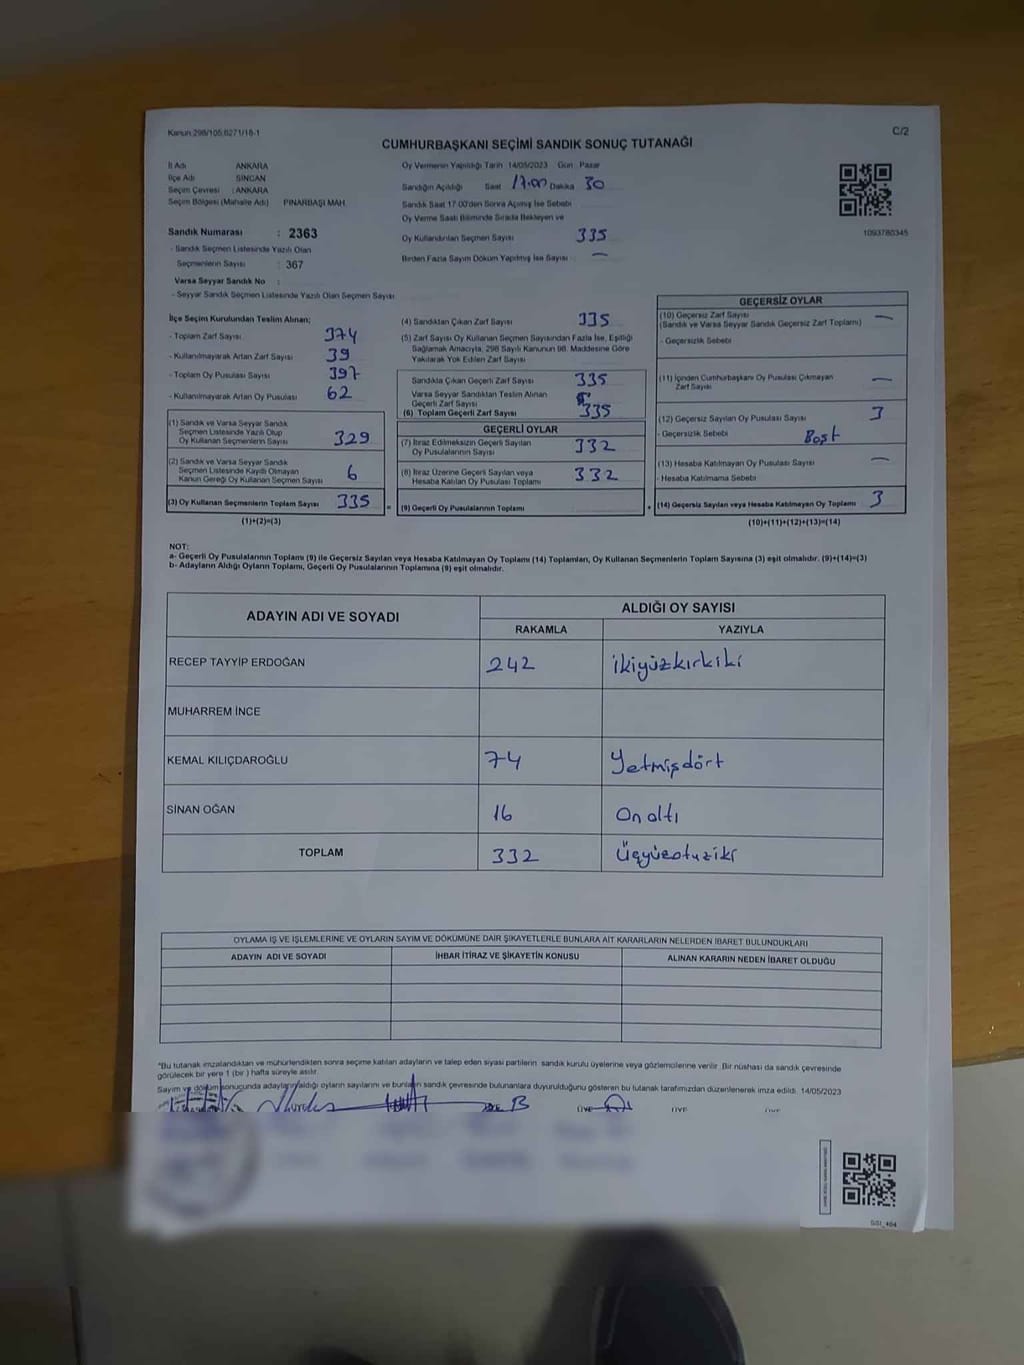 Kanun:298/105;6271/18-1
C/2
CUMHURBAŞKANI SEÇİMİ SANDIK SONUÇ TUTANAĞI
İl Adı ANKARA
İlçe Adı SİNCAN
Seçim Çevresi : ANKARA
Seçim Bölgesi (Mahalle Adı) PINARBAŞI MAH.
Sandık Numarası : 2363
- Sandık Seçmen Listesinde Yazılı Olan
Seçmenlerin Sayısı : 367
Varsa Seyyar Sandık No :
- Seyyar Sandık Seçmen Listesinde Yazılı Olan Seçmen Sayısı
Oy Vermenin Yapıldığı Tarih 14/05/2023 Gün Pazar
Sandığın Açıldığı Saat 17.00 Dakika 30
Sandık Saat 17:00'den Sonra Açılmış İse Sebebi
Oy Verme Saati Bitiminde Sırada Bekleyen ve
Oy Kullandırılan Seçmen Sayısı 335
Birden Fazla Sayım Döküm Yapılmış İse Sayısı : —
1093780345
İlçe Seçim Kurulundan Teslim Alınan;
- Toplam Zarf Sayısı 374
- Kullanılmayarak Artan Zarf Sayısı 39
- Toplam Oy Pusulası Sayısı 397
- Kullanılmayarak Artan Oy Pusulası 62
(1) Sandık ve Varsa Seyyar Sandık
Seçmen Listesinde Yazılı Olup
Oy Kullanan Seçmenlerin Sayısı 329
(2) Sandık ve Varsa Seyyar Sandık
Seçmen Listesinde Kayıtlı Olmayan
Kanun Gereği Oy Kullanan Seçmen Sayısı 6
(3) Oy Kullanan Seçmenlerin Toplam Sayısı 335
(1)+(2)=(3)
(4) Sandıktan Çıkan Zarf Sayısı 335
(5) Zarf Sayısı Oy Kullanan Seçmen Sayısından Fazla İse, Eşitliği
Sağlamak Amacıyla, 298 Sayılı Kanunun 98. Maddesine Göre
Yakılarak Yok Edilen Zarf Sayısı
Sandıkta Çıkan Geçerli Zarf Sayısı 335
Varsa Seyyar Sandıktan Teslim Alınan
Geçerli Zarf Sayısı
(6) Toplam Geçerli Zarf Sayısı 335
GEÇERLİ OYLAR
(7) İtiraz Edilmeksizin Geçerli Sayılan
Oy Pusulalarının Sayısı 332
(8) İtiraz Üzerine Geçerli Sayılan veya
Hesaba Katılan Oy Pusulası Toplamı 332
(9) Geçerli Oy Pusulalarının Toplamı
GEÇERSİZ OYLAR
(10) Geçersiz Zarf Sayısı —
(Sandık ve Varsa Seyyar Sandık Geçersiz Zarf Toplamı)
- Geçersizlik Sebebi
(11) İçinden Cumhurbaşkanı Oy Pusulası Çıkmayan
Zarf Sayısı —
(12) Geçersiz Sayılan Oy Pusulası Sayısı 3
- Geçersizlik Sebebi Boşt
(13) Hesaba Katılmayan Oy Pusulası Sayısı —
- Hesaba Katılmama Sebebi
(14) Geçersiz Sayılan veya Hesaba Katılmayan Oy Toplamı 3
(10)+(11)+(12)+(13)=(14)
NOT:
a- Geçerli Oy Pusulalarının Toplamı (9) ile Geçersiz Sayılan veya Hesaba Katılmayan Oy Toplamı (14) Toplamları, Oy Kullanan Seçmenlerin Toplam Sayısına (3) eşit olmalıdır. (9)+(14)=(3)
b- Adayların Aldığı Oyların Toplamı, Geçerli Oy Pusulalarının Toplamına (9) eşit olmalıdır.
ADAYIN ADI VE SOYADI
ALDIĞI OY SAYISI
RAKAMLA YAZIYLA
RECEP TAYYİP ERDOĞAN 242 ikiyüzkırkiki
MUHARREM İNCE
KEMAL KILIÇDAROĞLU 74 Yetmişdört
SİNAN OĞAN 16 Onaltı
TOPLAM 332 Üçyüzotuziki
OYLAMA İŞ VE İŞLEMLERİNE VE OYLARIN SAYIM VE DÖKÜMÜNE DAİR ŞİKAYETLERLE BUNLARA AİT KARARLARIN NELERDEN İBARET BULUNDUKLARI
ADAYIN ADI VE SOYADI İHBAR İTİRAZ VE ŞİKAYETİN KONUSU ALINAN KARARIN NEDEN İBARET OLDUĞU
*Bu tutanak imzalandıktan ve mühürlendikten sonra seçime katılan adayların ve talep eden siyasi partilerin sandık kurulu üyelerine veya gözlemcilerine verilir. Bir nüshası da sandık çevresinde
görülecek bir yere 1 (bir ) hafta süreyle asılır.
Sayım ve döküm sonucunda adayların aldığı oyların sayılarını ve bunların sandık çevresinde bulunanlara duyurulduğunu gösteren bu tutanak tarafımızdan düzenlenerek imza edildi. 14/05/2023
ÜYE ÜYE ÜYE
SSI_464